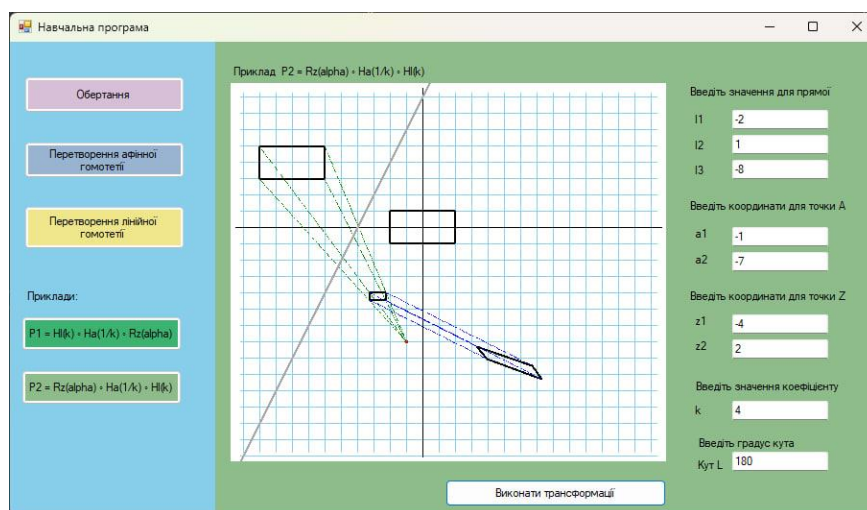 Навчальна програма
Обертання
Перетворення афінної
гомотетії
Перетворення лінійної
гомотетії
Приклади:
P1 = Hl(k) ∘ Ha(1/k) ∘ Rz(alpha)
P2 = Rz(alpha) ∘ Ha(1/k) ∘ Hl(k)
Приклад P2 = Rz(alpha) ∘ Ha(1/k) ∘ Hl(k)
Введіть значення для прямої
l1 -2
l2 1
l3 -8
Введіть координати для точки A
a1 -1
a2 -7
Введіть координати для точки Z
z1 -4
z2 2
Введіть значення коефіцієнту
k 4
Введіть градус кута
Кут L 180
Виконати трансформації